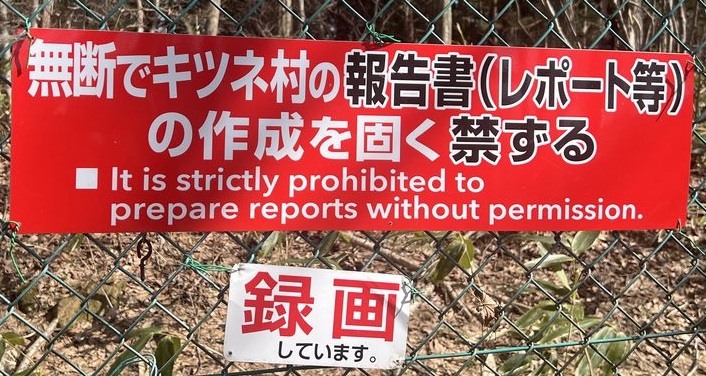 無断でキツネ村の報告書(レポート等)
の作成を固く禁ずる
■ It is strictly prohibited to
prepare reports without permission.
録画
しています。